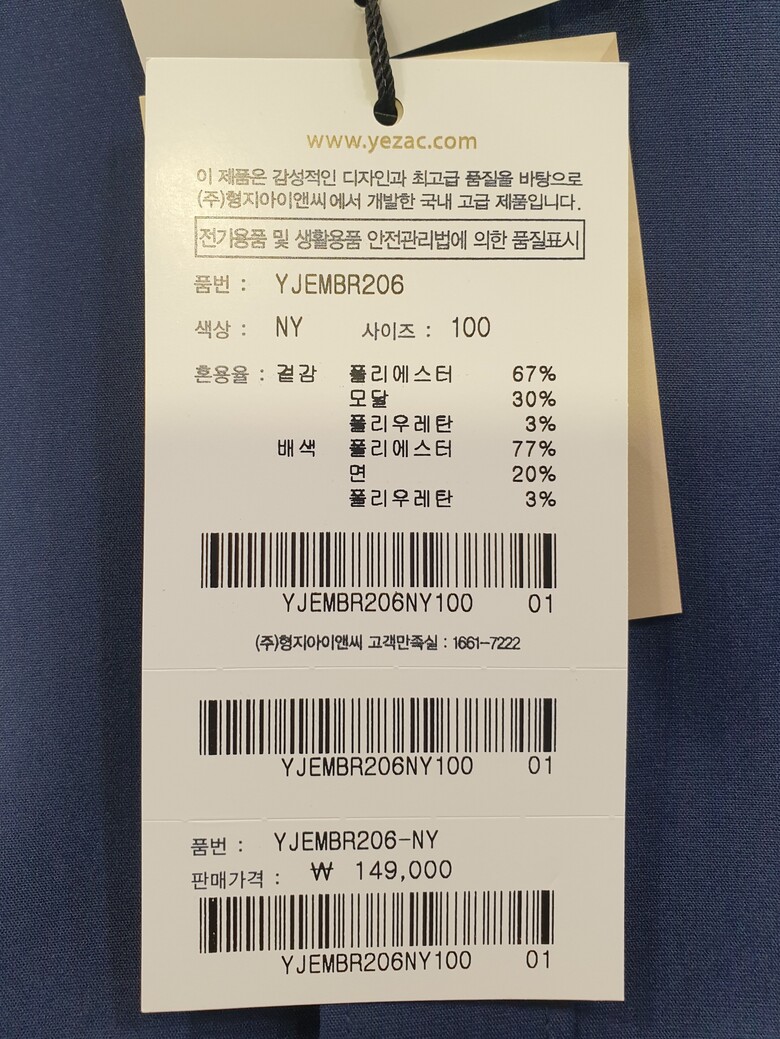 www.yezac.com
이 제품은 감성적인 디자인과 최고급 품질을 바탕으로
(주)형지아이앤씨에서 개발한 국내 고급 제품입니다.
전기용품 및 생활용품 안전관리법에 의한 품질표시
품번 : YJEMBR206
색상 : NY 사이즈 : 100
혼용율 : 겉감 폴리에스터 67%
모달 30%
폴리우레탄 3%
배색 폴리에스터 77%
면 20%
폴리우레탄 3%
YJEMBR206NY100 01
(주)형지아이앤씨 고객만족실 : 1661-7222
YJEMBR206NY100 01
품번 : YJEMBR206-NY
판매가격 : ₩ 149,000
YJEMBR206NY100 01